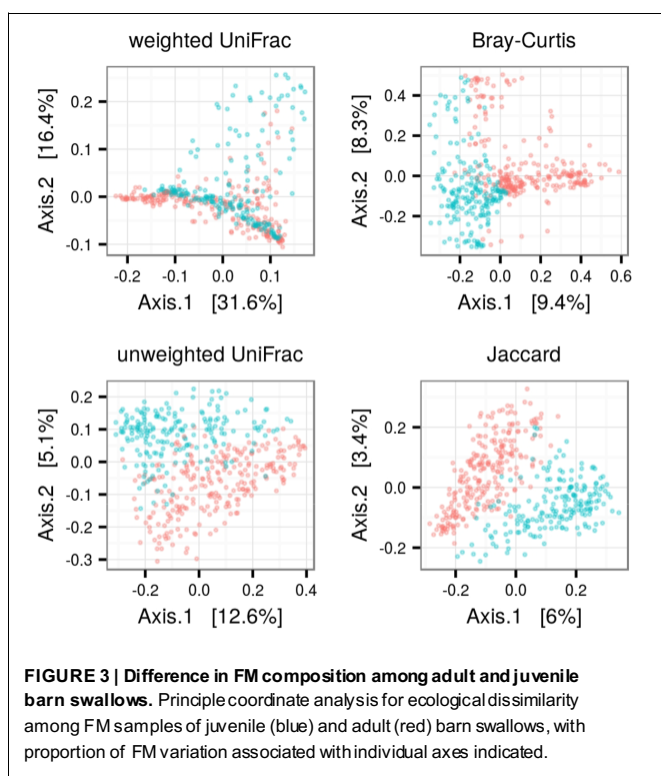 weighted UniFrac
Axis.2 [16.4%]
0.2
0.1
0.0
-0.1
-0.2 -0.1 0.0 0.1
Axis.1 [31.6%]
Bray-Curtis
Axis.2 [8.3%]
0.4
0.2
0.0
-0.2
-0.2 0.0 0.2 0.4 0.6
Axis.1 [9.4%]
unweighted UniFrac
Axis.2 [5.1%]
0.2
0.1
0.0
-0.1
-0.2
-0.3
-0.2 0.0 0.2 0.4
Axis.1 [12.6%]
Jaccard
Axis.2 [3.4%]
0.2
0.0
-0.2
-0.2 0.0 0.2
Axis.1 [6%]
FIGURE 3 | Difference in FM composition among adult and juvenile
barn swallows. Principle coordinate analysis for ecological dissimilarity
among FM samples of juvenile (blue) and adult (red) barn swallows, with
proportion of FM variation associated with individual axes indicated.